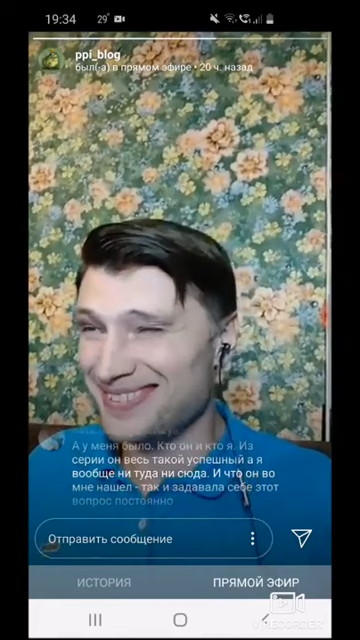 19:34
29°
ppi_blog
был(-а) в прямом эфире • 20 ч. назад
А у меня было. Кто он и кто я. Из
серии он весь такой успешный а я
вообще ни туда ни сюда. И что он во
мне нашел - так и задавала себе этот
вопрос постоянно
Отправить сообщение
ИСТОРИЯ
ПРЯМОЙ ЭФИР
VRECORDER